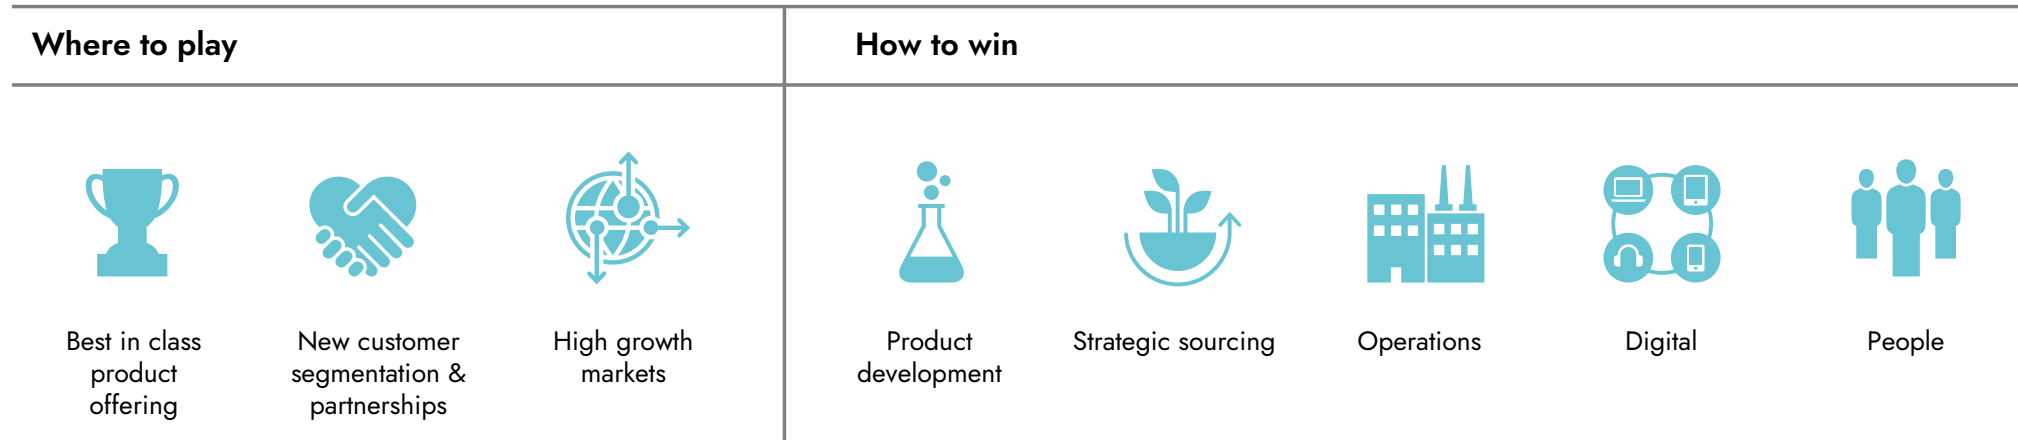 Where to play
How to win
Best in class
product
offering
New customer
segmentation &
partnerships
High growth
markets
Product
development
Strategic sourcing
Operations
Digital
People